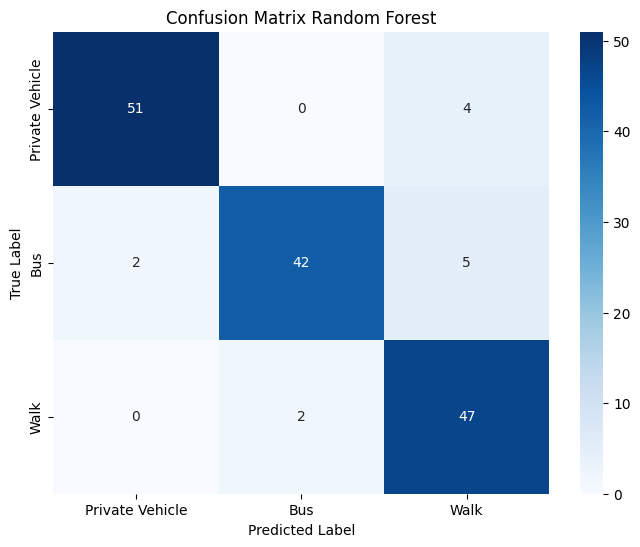 Confusion Matrix Random Forest
True Label
Private Vehicle
51 0 4
Bus
2 42 5
Walk
0 2 47
Private Vehicle Bus Walk
Predicted Label
50
40
30
20
10
0